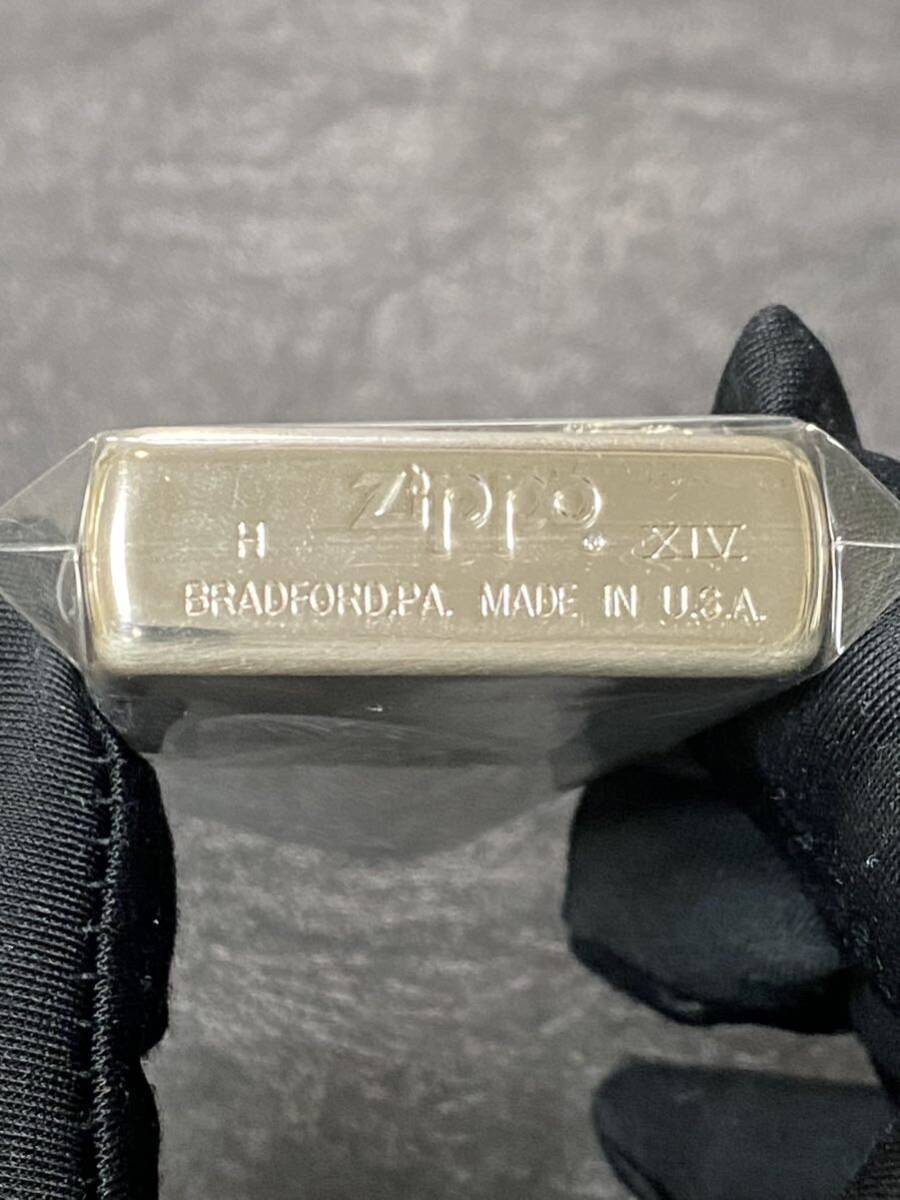 H Zippo XIV
BRADFORD,PA. MADE IN U.S.A.